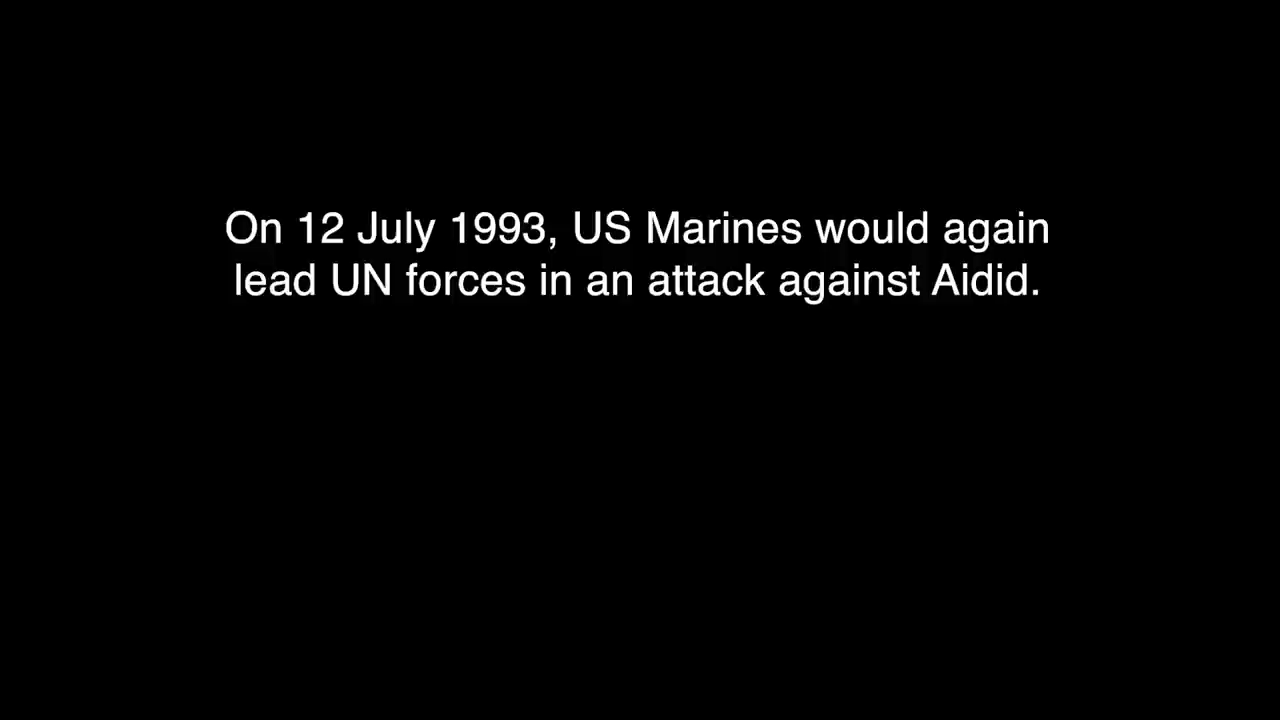 On 12 July 1993, US Marines would again
lead UN forces in an attack against Aidid.